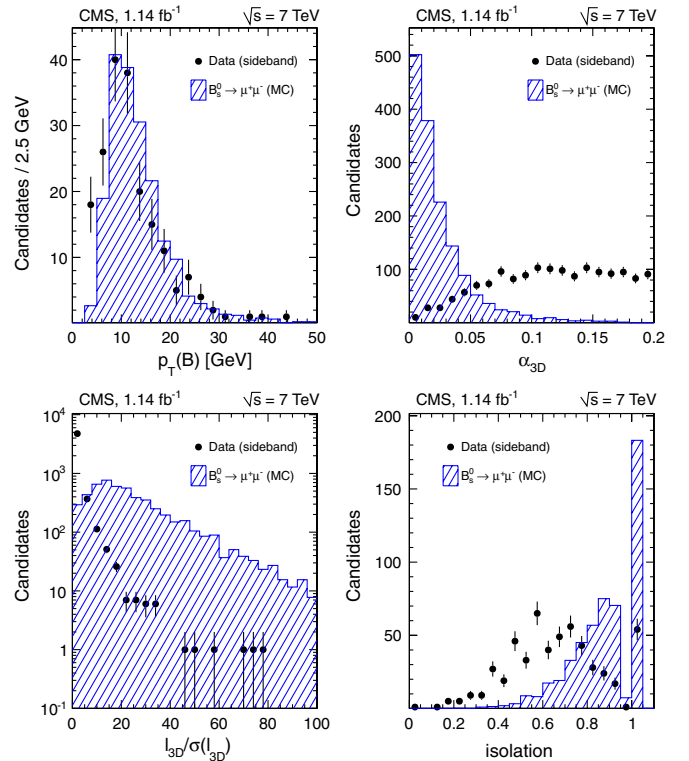 CMS, 1.14 fb⁻¹ √s = 7 TeV
Data (sideband)
B⁰ₛ → μ⁺μ⁻ (MC)
Candidates / 2.5 GeV
40
20
0
0 10 20 30 40 50
p_T(B) [GeV]
CMS, 1.14 fb⁻¹ √s = 7 TeV
Data (sideband)
B⁰ₛ → μ⁺μ⁻ (MC)
Candidates
500
400
300
200
100
0 0.05 0.1 0.15 0.2
α_3D
CMS, 1.14 fb⁻¹ √s = 7 TeV
Data (sideband)
B⁰ₛ → μ⁺μ⁻ (MC)
Candidates
10⁴
10³
10²
10
1
10⁻¹
0 20 40 60 80 100
l_3D/σ(l_3D)
CMS, 1.14 fb⁻¹ √s = 7 TeV
Data (sideband)
B⁰ₛ → μ⁺μ⁻ (MC)
Candidates
200
150
100
50
0 0.2 0.4 0.6 0.8 1
isolation